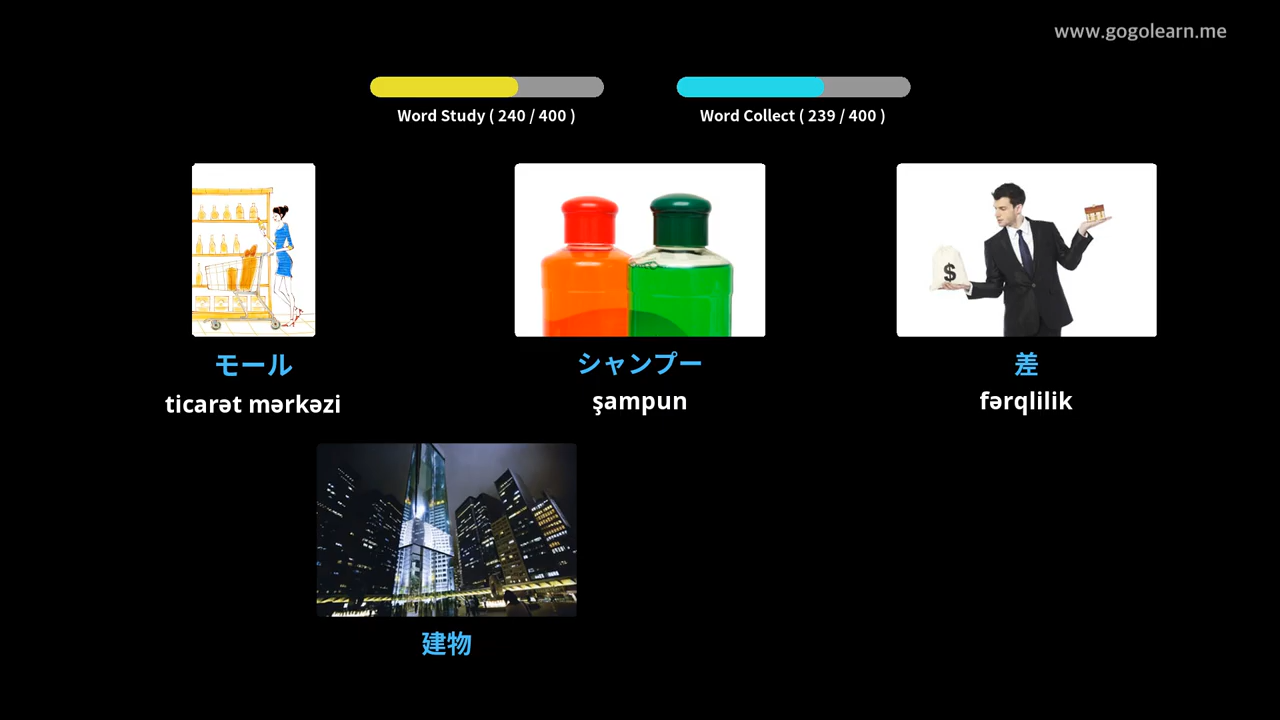 www.gogolearn.me
Word Study ( 240 / 400 )
Word Collect ( 239 / 400 )
$
モール
シャンプー
差
ticarət mərkəzi
şampun
fərqlilik
建物